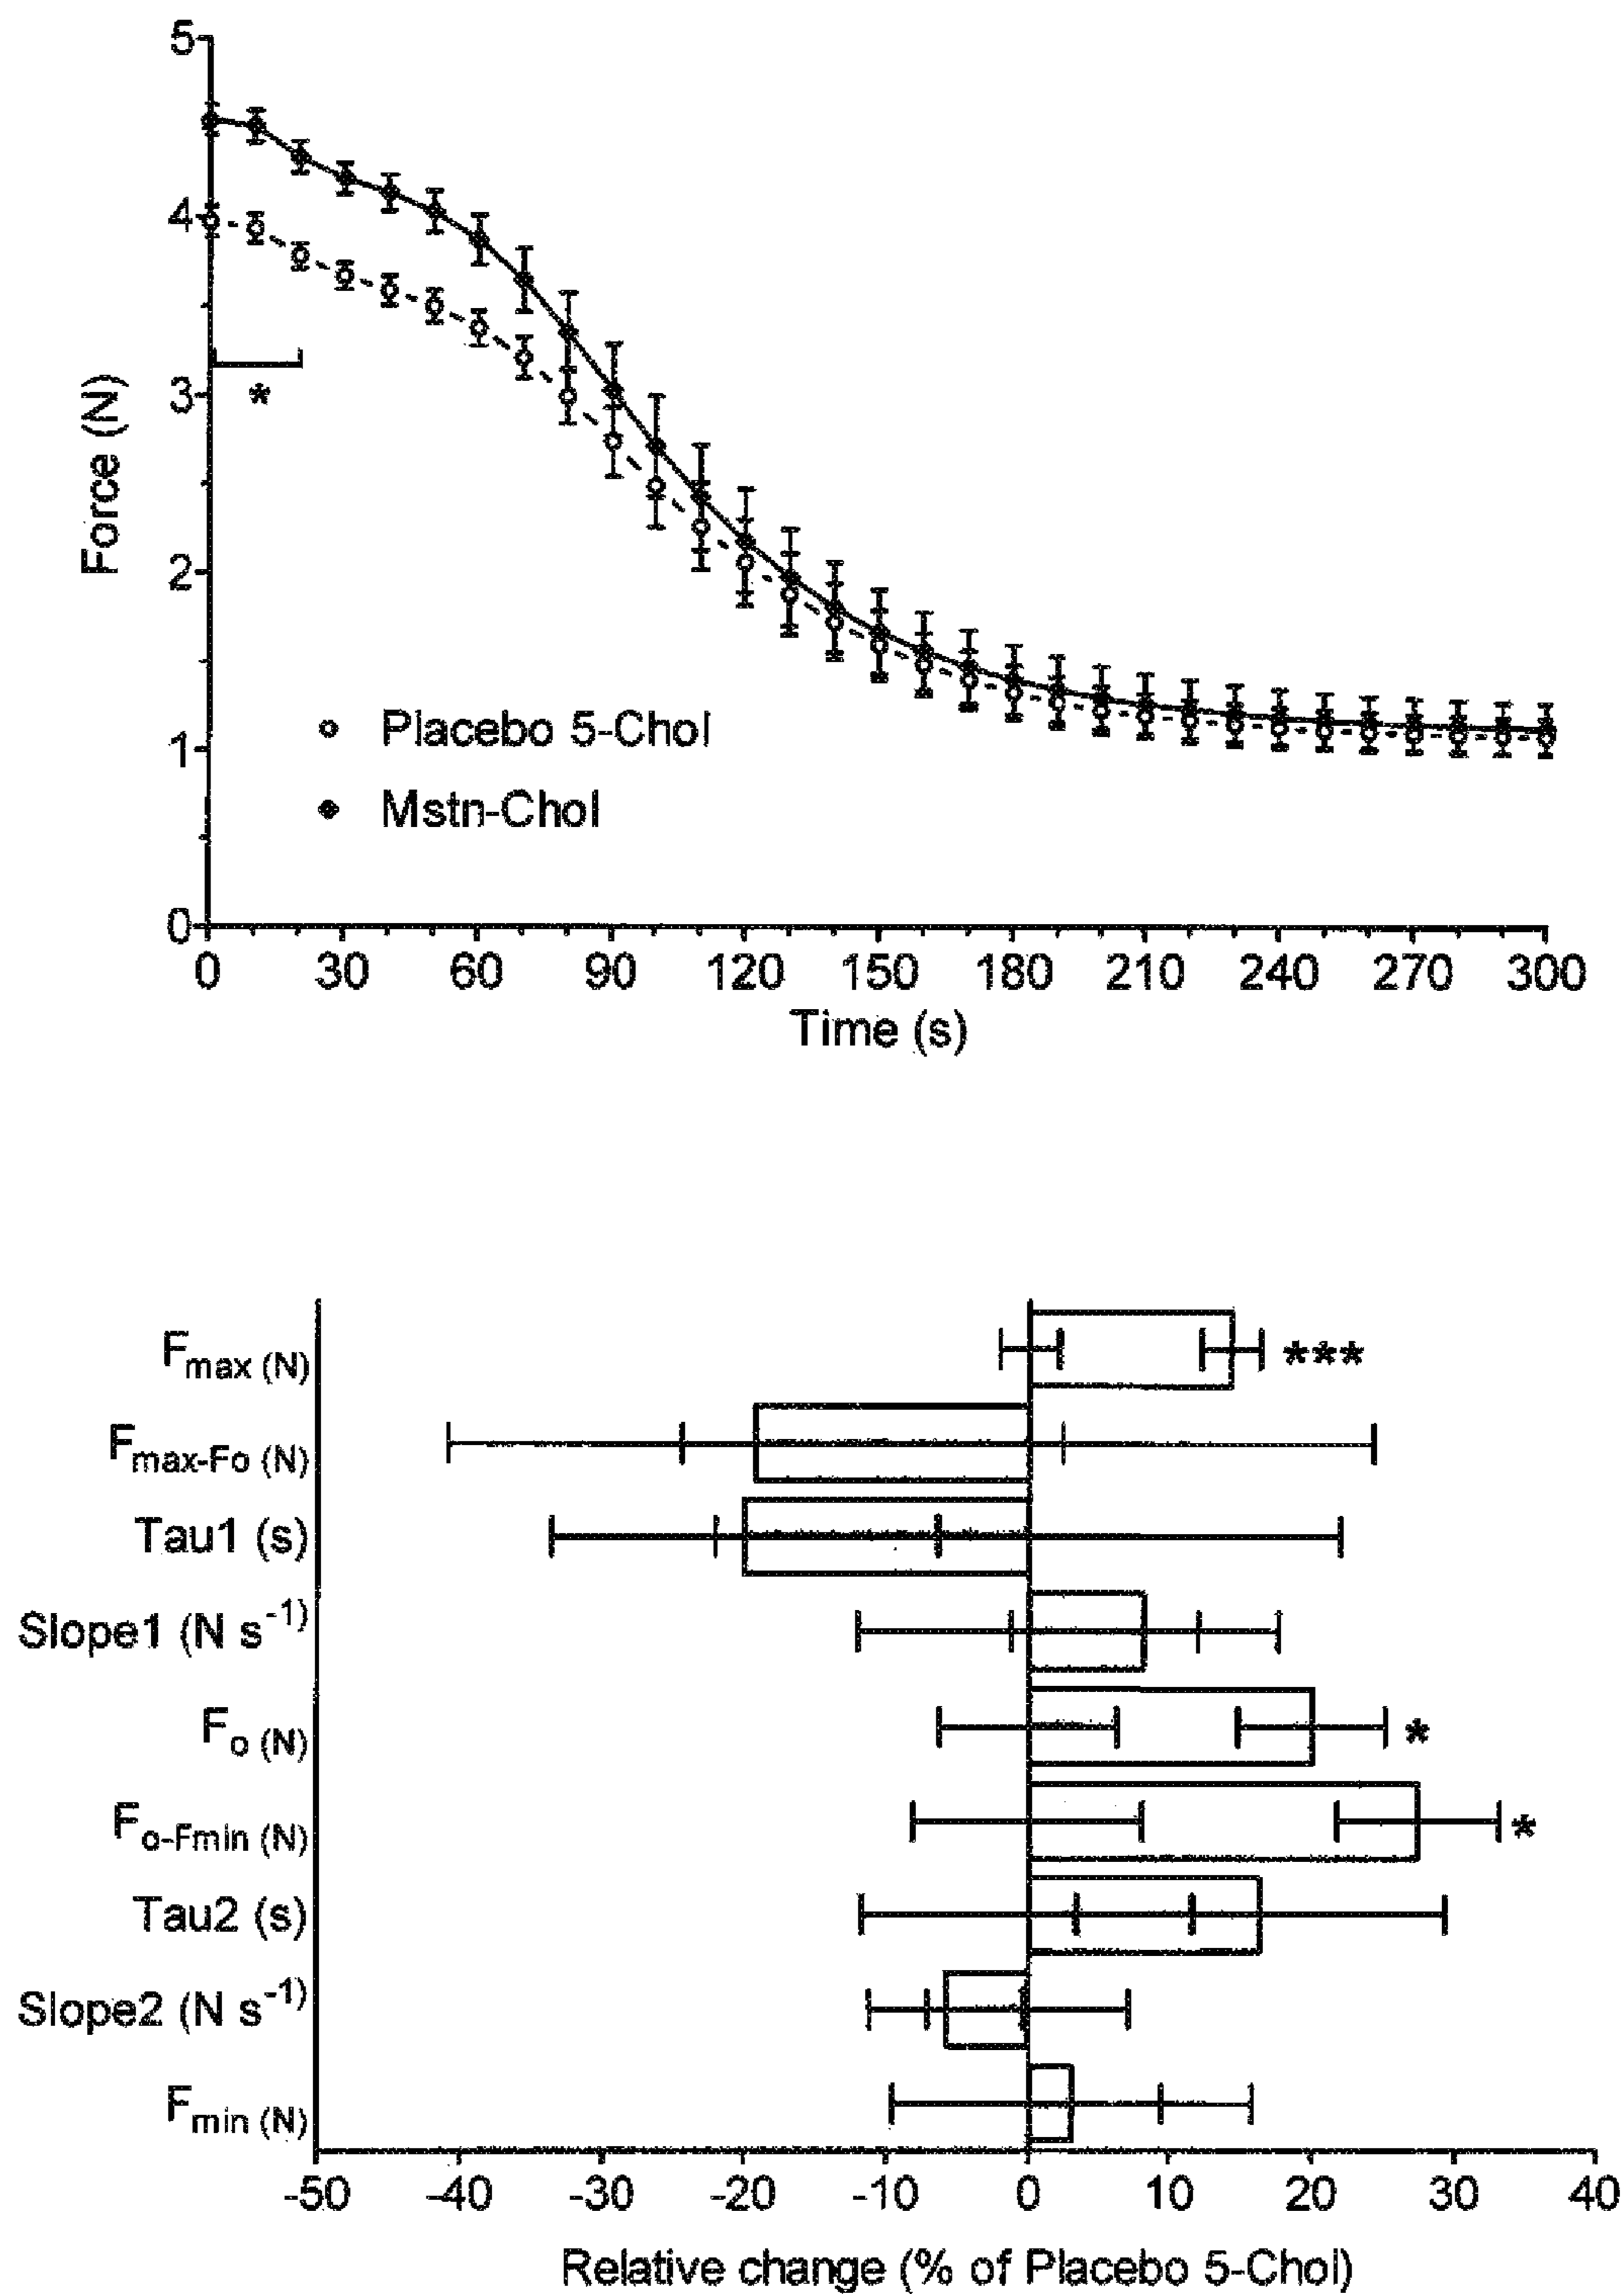 5
4
3
2
1
0
Force (N)
*
Placebo 5-Chol
Mstn-Chol
0 30 60 90 120 150 180 210 240 270 300
Time (s)
Fmax (N)
***
Fmax-Fo (N)
Tau1 (s)
Slope1 (N s-1)
Fo (N)
*
Fo-Fmin (N)
*
Tau2 (s)
Slope2 (N s-1)
Fmin (N)
-50 -40 -30 -20 -10 0 10 20 30 40
Relative change (% of Placebo 5-Chol)